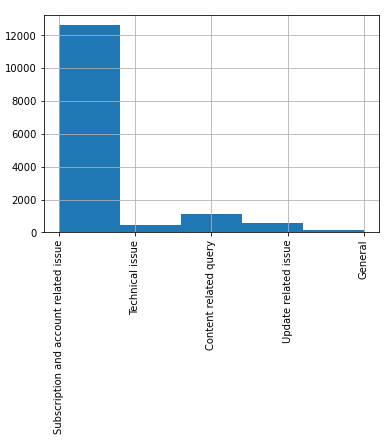 12000
10000
8000
6000
4000
2000
0
Subscription and account related issue
Technical issue
Content related query
Update related issue
General